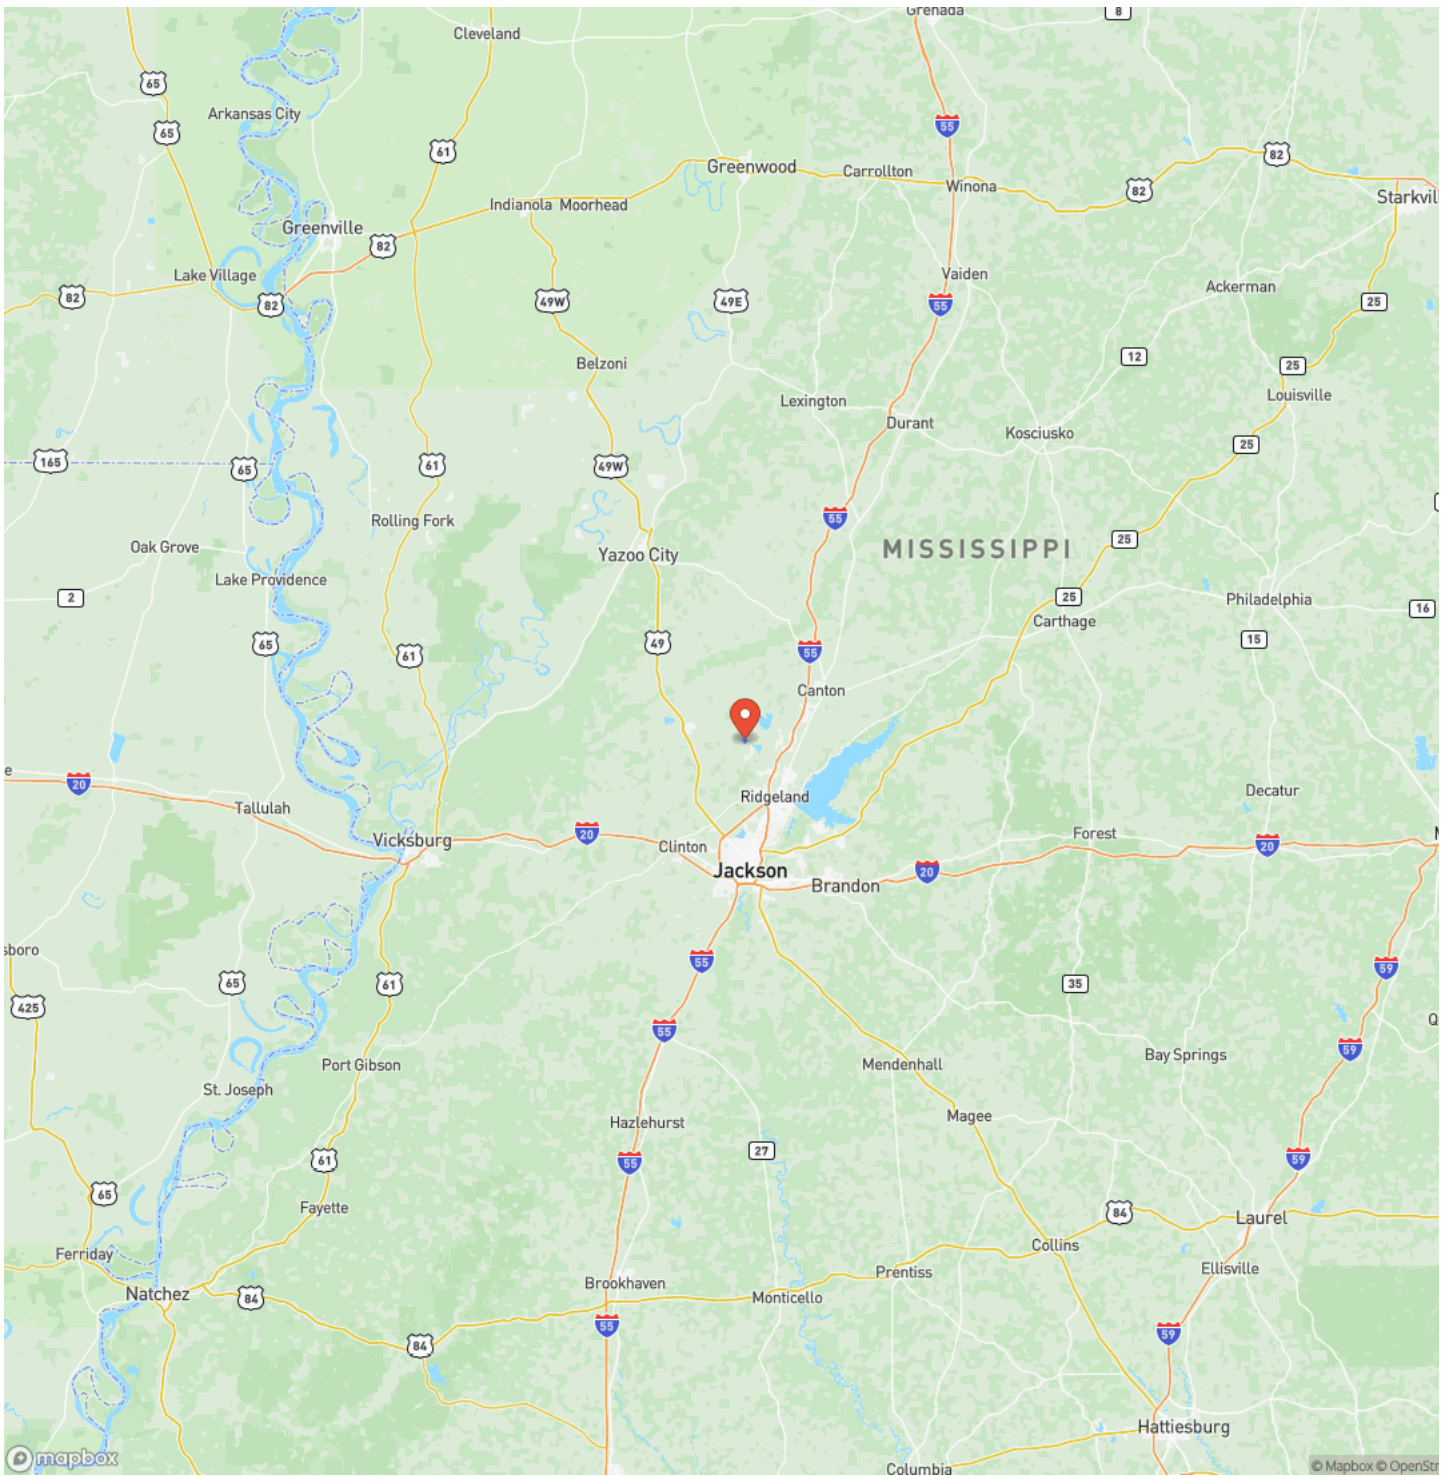 Grenada
8
Cleveland
65
Arkansas City
65
55
61
82
Greenwood
Carrollton
Winona
82
Starkvil
Indianola
Moorhead
Greenville
82
Lake Village
82
82
49W
49E
55
Vaiden
Ackerman
25
Belzoni
12
25
Louisville
Lexington
Durant
Kosciusko
25
165
65
61
49W
55
Rolling Fork
MISSISSIPPI
25
Oak Grove
Yazoo City
Lake Providence
2
25
Philadelphia
16
Carthage
15
65
61
49
55
Canton
e
20
Ridgeland
Decatur
Tallulah
Vicksburg
20
Clinton
Forest
20
Jackson
20
Brandon
sboro
55
59
65
61
35
425
55
Q
59
Port Gibson
Mendenhall
Bay Springs
St. Joseph
Magee
Hazlehurst
27
61
55
59
65
Fayette
84
Laurel
Ferriday
Collins
Ellisville
Prentiss
Natchez
84
Brookhaven
Monticello
55
59
84
Hattiesburg
mapbox
Columbia
© Mapbox © OpenStr